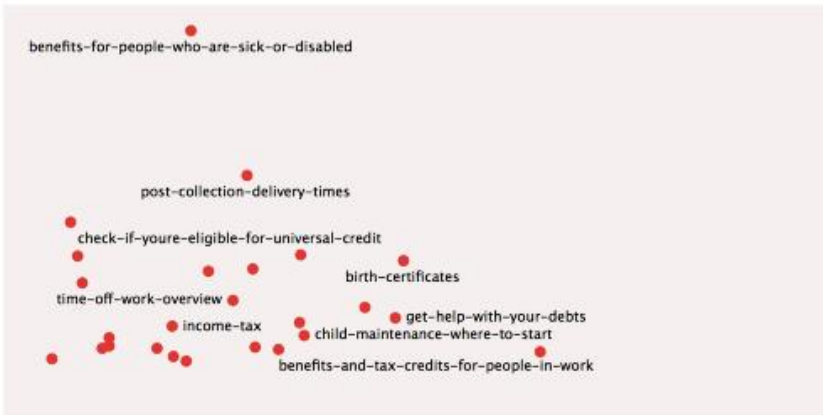 benefits-for-people-who-are-sick-or-disabled
post-collection-delivery-times
check-if-youre-eligible-for-universal-credit
birth-certificates
time-off-work-overview
get-help-with-your-debts
income-tax
child-maintenance-where-to-start
benefits-and-tax-credits-for-people-in-work